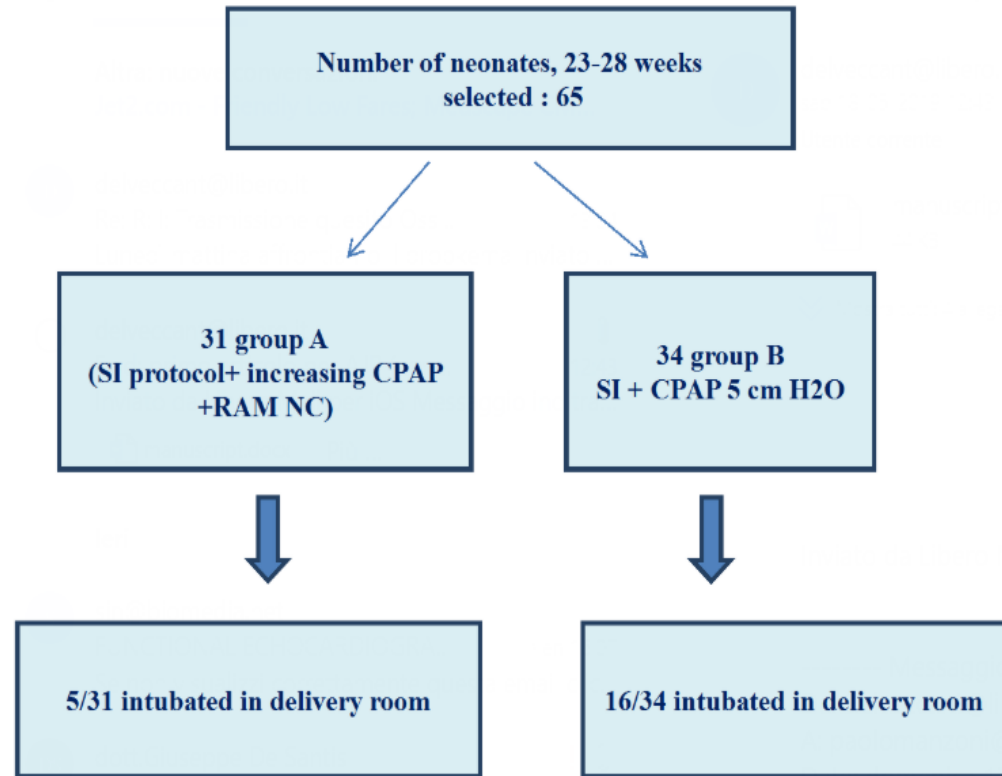 Number of neonates, 23-28 weeks
selected : 65
31 group A
(SI protocol+ increasing CPAP
+RAM NC)
34 group B
SI + CPAP 5 cm H2O
5/31 intubated in delivery room
16/34 intubated in delivery room